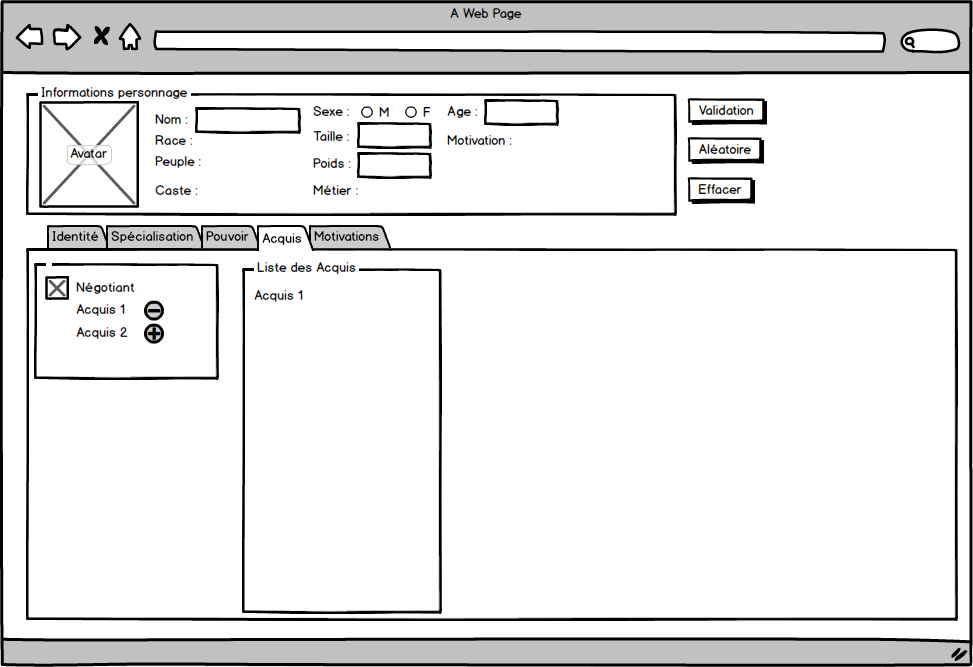 A Web Page
Informations personnage
Avatar
Nom :
Race :
Peuple :
Caste :
Sexe : M F
Taille :
Poids :
Métier :
Age :
Motivation :
Validation
Aléatoire
Effacer
Identité Spécialisation Pouvoir Acquis Motivations
Négotiant
Acquis 1
Acquis 2
Liste des Acquis
Acquis 1